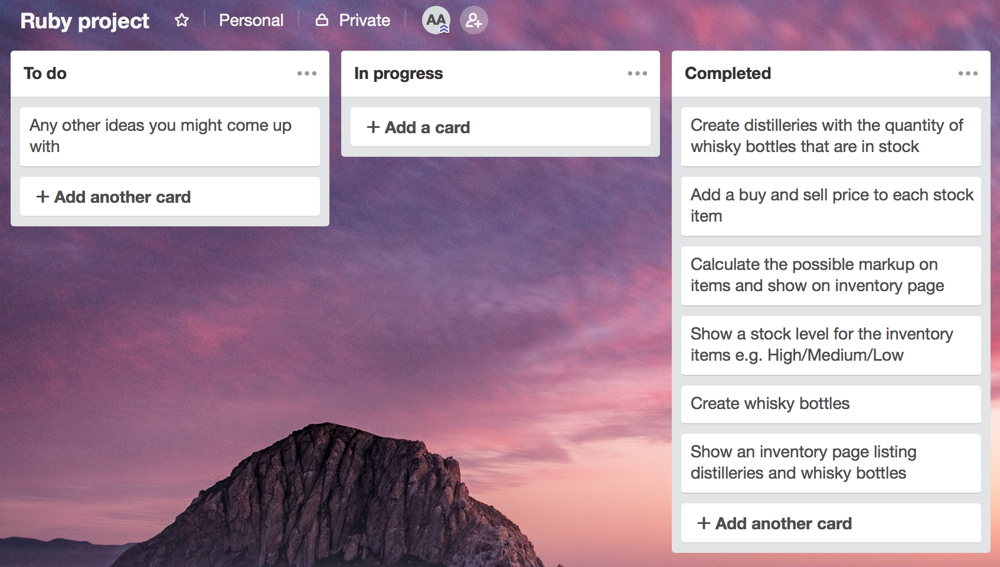 Ruby project
Personal
Private
AA
To do
Any other ideas you might come up
with
+ Add another card
In progress
+ Add a card
Completed
Create distilleries with the quantity of
whisky bottles that are in stock
Add a buy and sell price to each stock
item
Calculate the possible markup on
items and show on inventory page
Show a stock level for the inventory
items e.g. High/Medium/Low
Create whisky bottles
Show an inventory page listing
distilleries and whisky bottles
+ Add another card